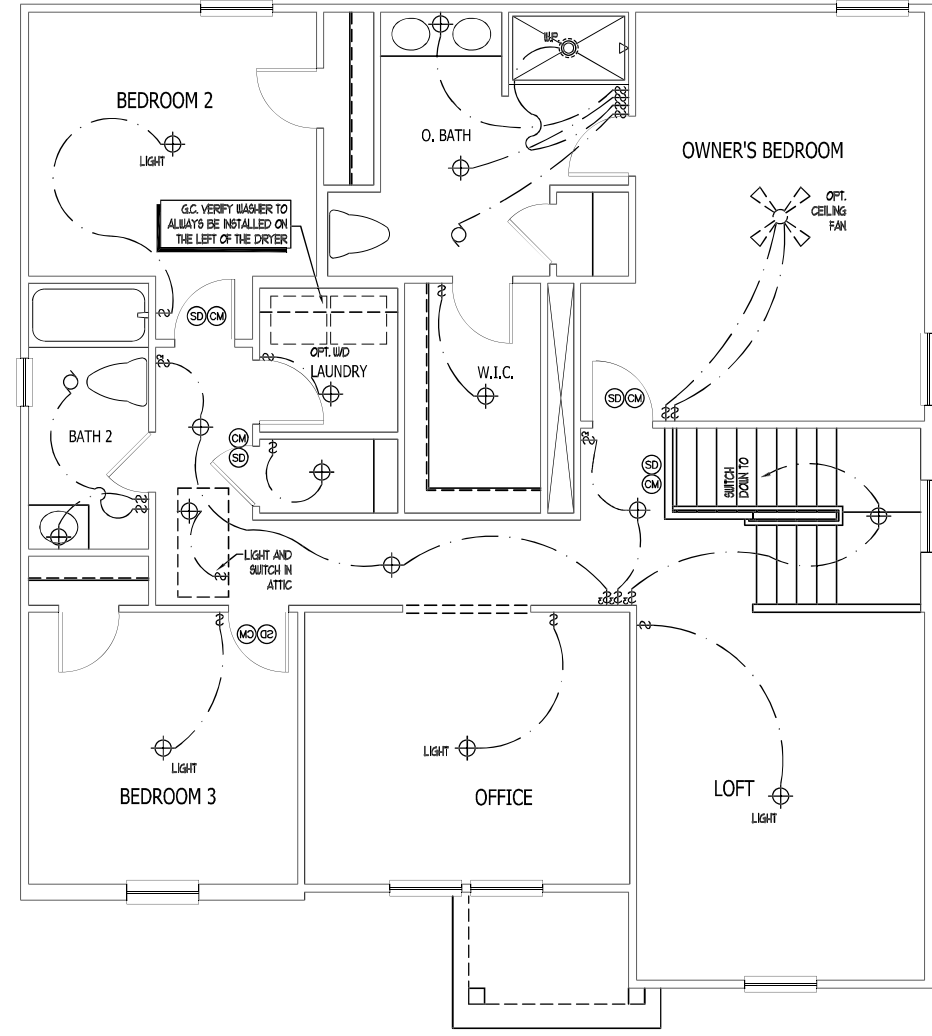 W.P.
BEDROOM 2
O. BATH
OWNER'S BEDROOM
LIGHT
OPT.
CEILING
FAN
G.C. VERIFY WASHER TO
ALWAYS BE INSTALLED ON
THE LEFT OF THE DRYER
SD CM
OPT. W/D
LAUNDRY
W.I.C.
SD CM
BATH 2
CM
SD
SD
CM
SWITCH
DOWN TO
LIGHT AND
SWITCH IN
ATTIC
SD CM
LIGHT
LIGHT
BEDROOM 3
OFFICE
LOFT
LIGHT